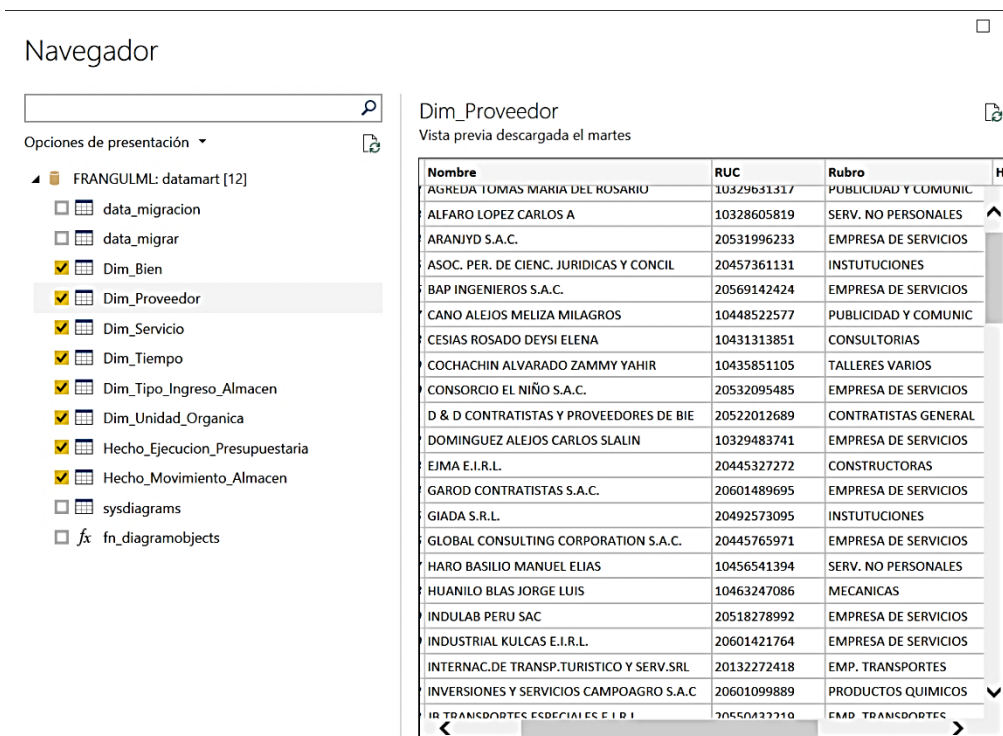 Navegador
Opciones de presentación
FRANGULML: datamart [12]
data_migracion
data_migrar
Dim_Bien
Dim_Proveedor
Dim_Servicio
Dim_Tiempo
Dim_Tipo_Ingreso_Almacen
Dim_Unidad_Organica
Hecho_Ejecucion_Presupuestaria
Hecho_Movimiento_Almacen
sysdiagrams
fx fn_diagramobjects
Dim_Proveedor
Vista previa descargada el martes
Nombre RUC Rubro H
AGREDA TOMAS MARIA DEL ROSARIO 10329631317 PUBLICIDAD Y COMUNIC
ALFARO LOPEZ CARLOS A 10328605819 SERV. NO PERSONALES
ARANJYD S.A.C. 20531996233 EMPRESA DE SERVICIOS
ASOC. PER. DE CIENC. JURIDICAS Y CONCIL 20457361131 INSTUTUCIONES
BAP INGENIEROS S.A.C. 20569142424 EMPRESA DE SERVICIOS
CANO ALEJOS MELIZA MILAGROS 10448522577 PUBLICIDAD Y COMUNIC
CESIAS ROSADO DEYSI ELENA 10431313851 CONSULTORIAS
COCHACHIN ALVARADO ZAMMY YAHIR 10435851105 TALLERES VARIOS
CONSORCIO EL NIÑO S.A.C. 20532095485 EMPRESA DE SERVICIOS
D & D CONTRATISTAS Y PROVEEDORES DE BIE 20522012689 CONTRATISTAS GENERAL
DOMINGUEZ ALEJOS CARLOS SLALIN 10329483741 EMPRESA DE SERVICIOS
EJMA E.I.R.L. 20445327272 CONSTRUCTORAS
GAROD CONTRATISTAS S.A.C. 20601489695 EMPRESA DE SERVICIOS
GIADA S.R.L. 20492573095 INSTUTUCIONES
GLOBAL CONSULTING CORPORATION S.A.C. 20445765971 EMPRESA DE SERVICIOS
HARO BASILIO MANUEL ELIAS 10456541394 SERV. NO PERSONALES
HUANILO BLAS JORGE LUIS 10463247086 MECANICAS
INDULAB PERU SAC 20518278992 EMPRESA DE SERVICIOS
INDUSTRIAL KULCAS E.I.R.L. 20601421764 EMPRESA DE SERVICIOS
INTERNAC.DE TRANSP.TURISTICO Y SERV.SRL 20132272418 EMP. TRANSPORTES
INVERSIONES Y SERVICIOS CAMPOAGRO S.A.C 20601099889 PRODUCTOS QUIMICOS
JB TRANSPORTES ESPECIALES E.I.R.L 20550432219 EMP. TRANSPORTES